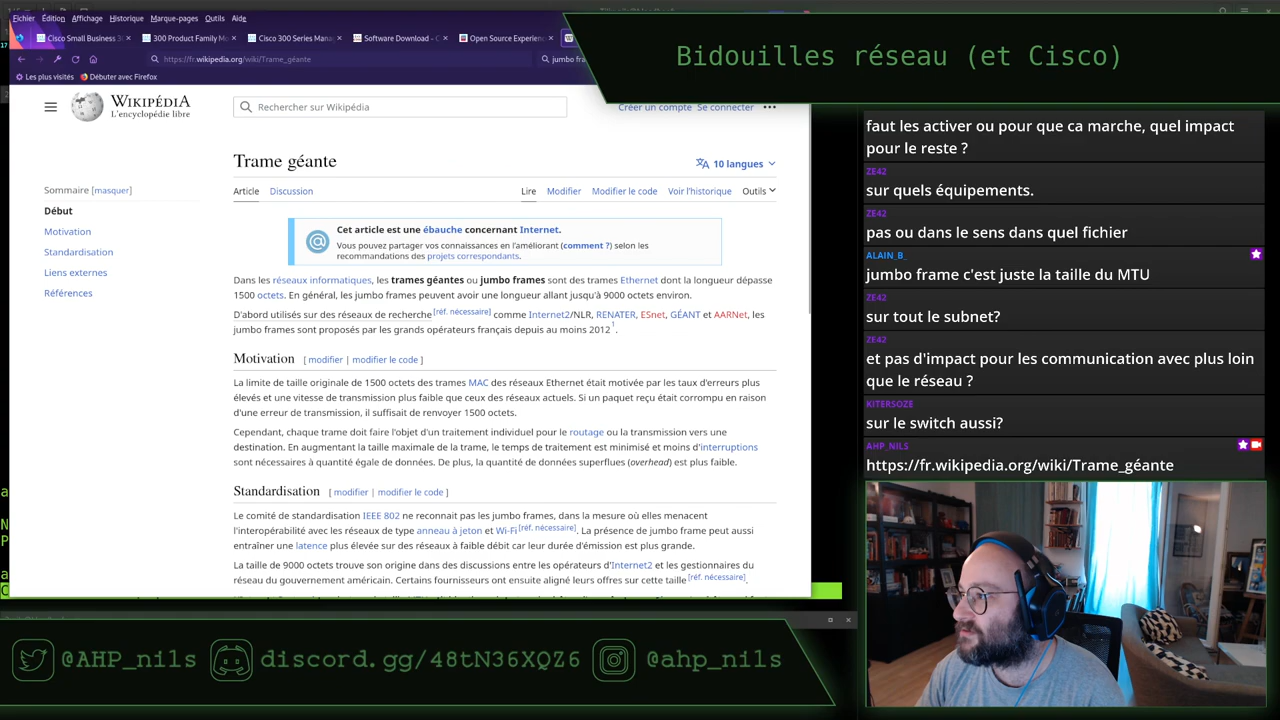 Fichier Édition Affichage Historique Marque-pages Outils Aide
Cisco Small Business 3
300 Product Family M
Cisco 300 Series Mana
Software Download - C
Open Source Experienc
https://fr.wikipedia.org/wiki/Trame_géante
jumbo fra
Les plus visités
Débuter avec Firefox
Bidouilles réseau (et Cisco)
WIKIPÉDIA
L'encyclopédie libre
Rechercher sur Wikipédia
Créer un compte Se connecter
Trame géante
10 langues
Sommaire [masquer]
Début
Motivation
Standardisation
Liens externes
Références
Article Discussion
Lire Modifier Modifier le code Voir l'historique Outils
Cet article est une ébauche concernant Internet.
Vous pouvez partager vos connaissances en l'améliorant (comment ?) selon les
recommandations des projets correspondants.
Dans les réseaux informatiques, les trames géantes ou jumbo frames sont des trames Ethernet dont la longueur dépasse
1500 octets. En général, les jumbo frames peuvent avoir une longueur allant jusqu'à 9000 octets environ.
D'abord utilisés sur des réseaux de recherche[réf. nécessaire] comme Internet2/NLR, RENATER, ESnet, GÉANT et AARNet, les
jumbo frames sont proposés par les grands opérateurs français depuis au moins 2012 1.
Motivation [ modifier | modifier le code ]
La limite de taille originale de 1500 octets des trames MAC des réseaux Ethernet était motivée par les taux d'erreurs plus
élevés et une vitesse de transmission plus faible que ceux des réseaux actuels. Si un paquet reçu était corrompu en raison
d'une erreur de transmission, il suffisait de renvoyer 1500 octets.
Cependant, chaque trame doit faire l'objet d'un traitement individuel pour le routage ou la transmission vers une
destination. En augmentant la taille maximale de la trame, le temps de traitement est minimisé et moins d'interruptions
sont nécessaires à quantité égale de données. De plus, la quantité de données superflues (overhead) est plus faible.
Standardisation [ modifier | modifier le code ]
Le comité de standardisation IEEE 802 ne reconnait pas les jumbo frames, dans la mesure où elles menacent
l'interopérabilité avec les réseaux de type anneau à jeton et Wi-Fi[réf. nécessaire]. La présence de jumbo frame peut aussi
entraîner une latence plus élevée sur des réseaux à faible débit car leur durée d'émission est plus grande.
La taille de 9000 octets trouve son origine dans des discussions entre les opérateurs d'Internet2 et les gestionnaires du
réseau du gouvernement américain. Certains fournisseurs ont ensuite aligné leurs offres sur cette taille[réf. nécessaire].
faut les activer ou pour que ca marche, quel impact
pour le reste ?
ZE42
sur quels équipements.
ZE42
pas ou dans le sens dans quel fichier
ALAIN_B_
jumbo frame c'est juste la taille du MTU
ZE42
sur tout le subnet?
ZE42
et pas d'impact pour les communication avec plus loin
que le réseau ?
KITERSOZE
sur le switch aussi?
AHP_NILS
https://fr.wikipedia.org/wiki/Trame_géante
@AHP_nils
discord.gg/48tN36XQZ6
@ahp_nils